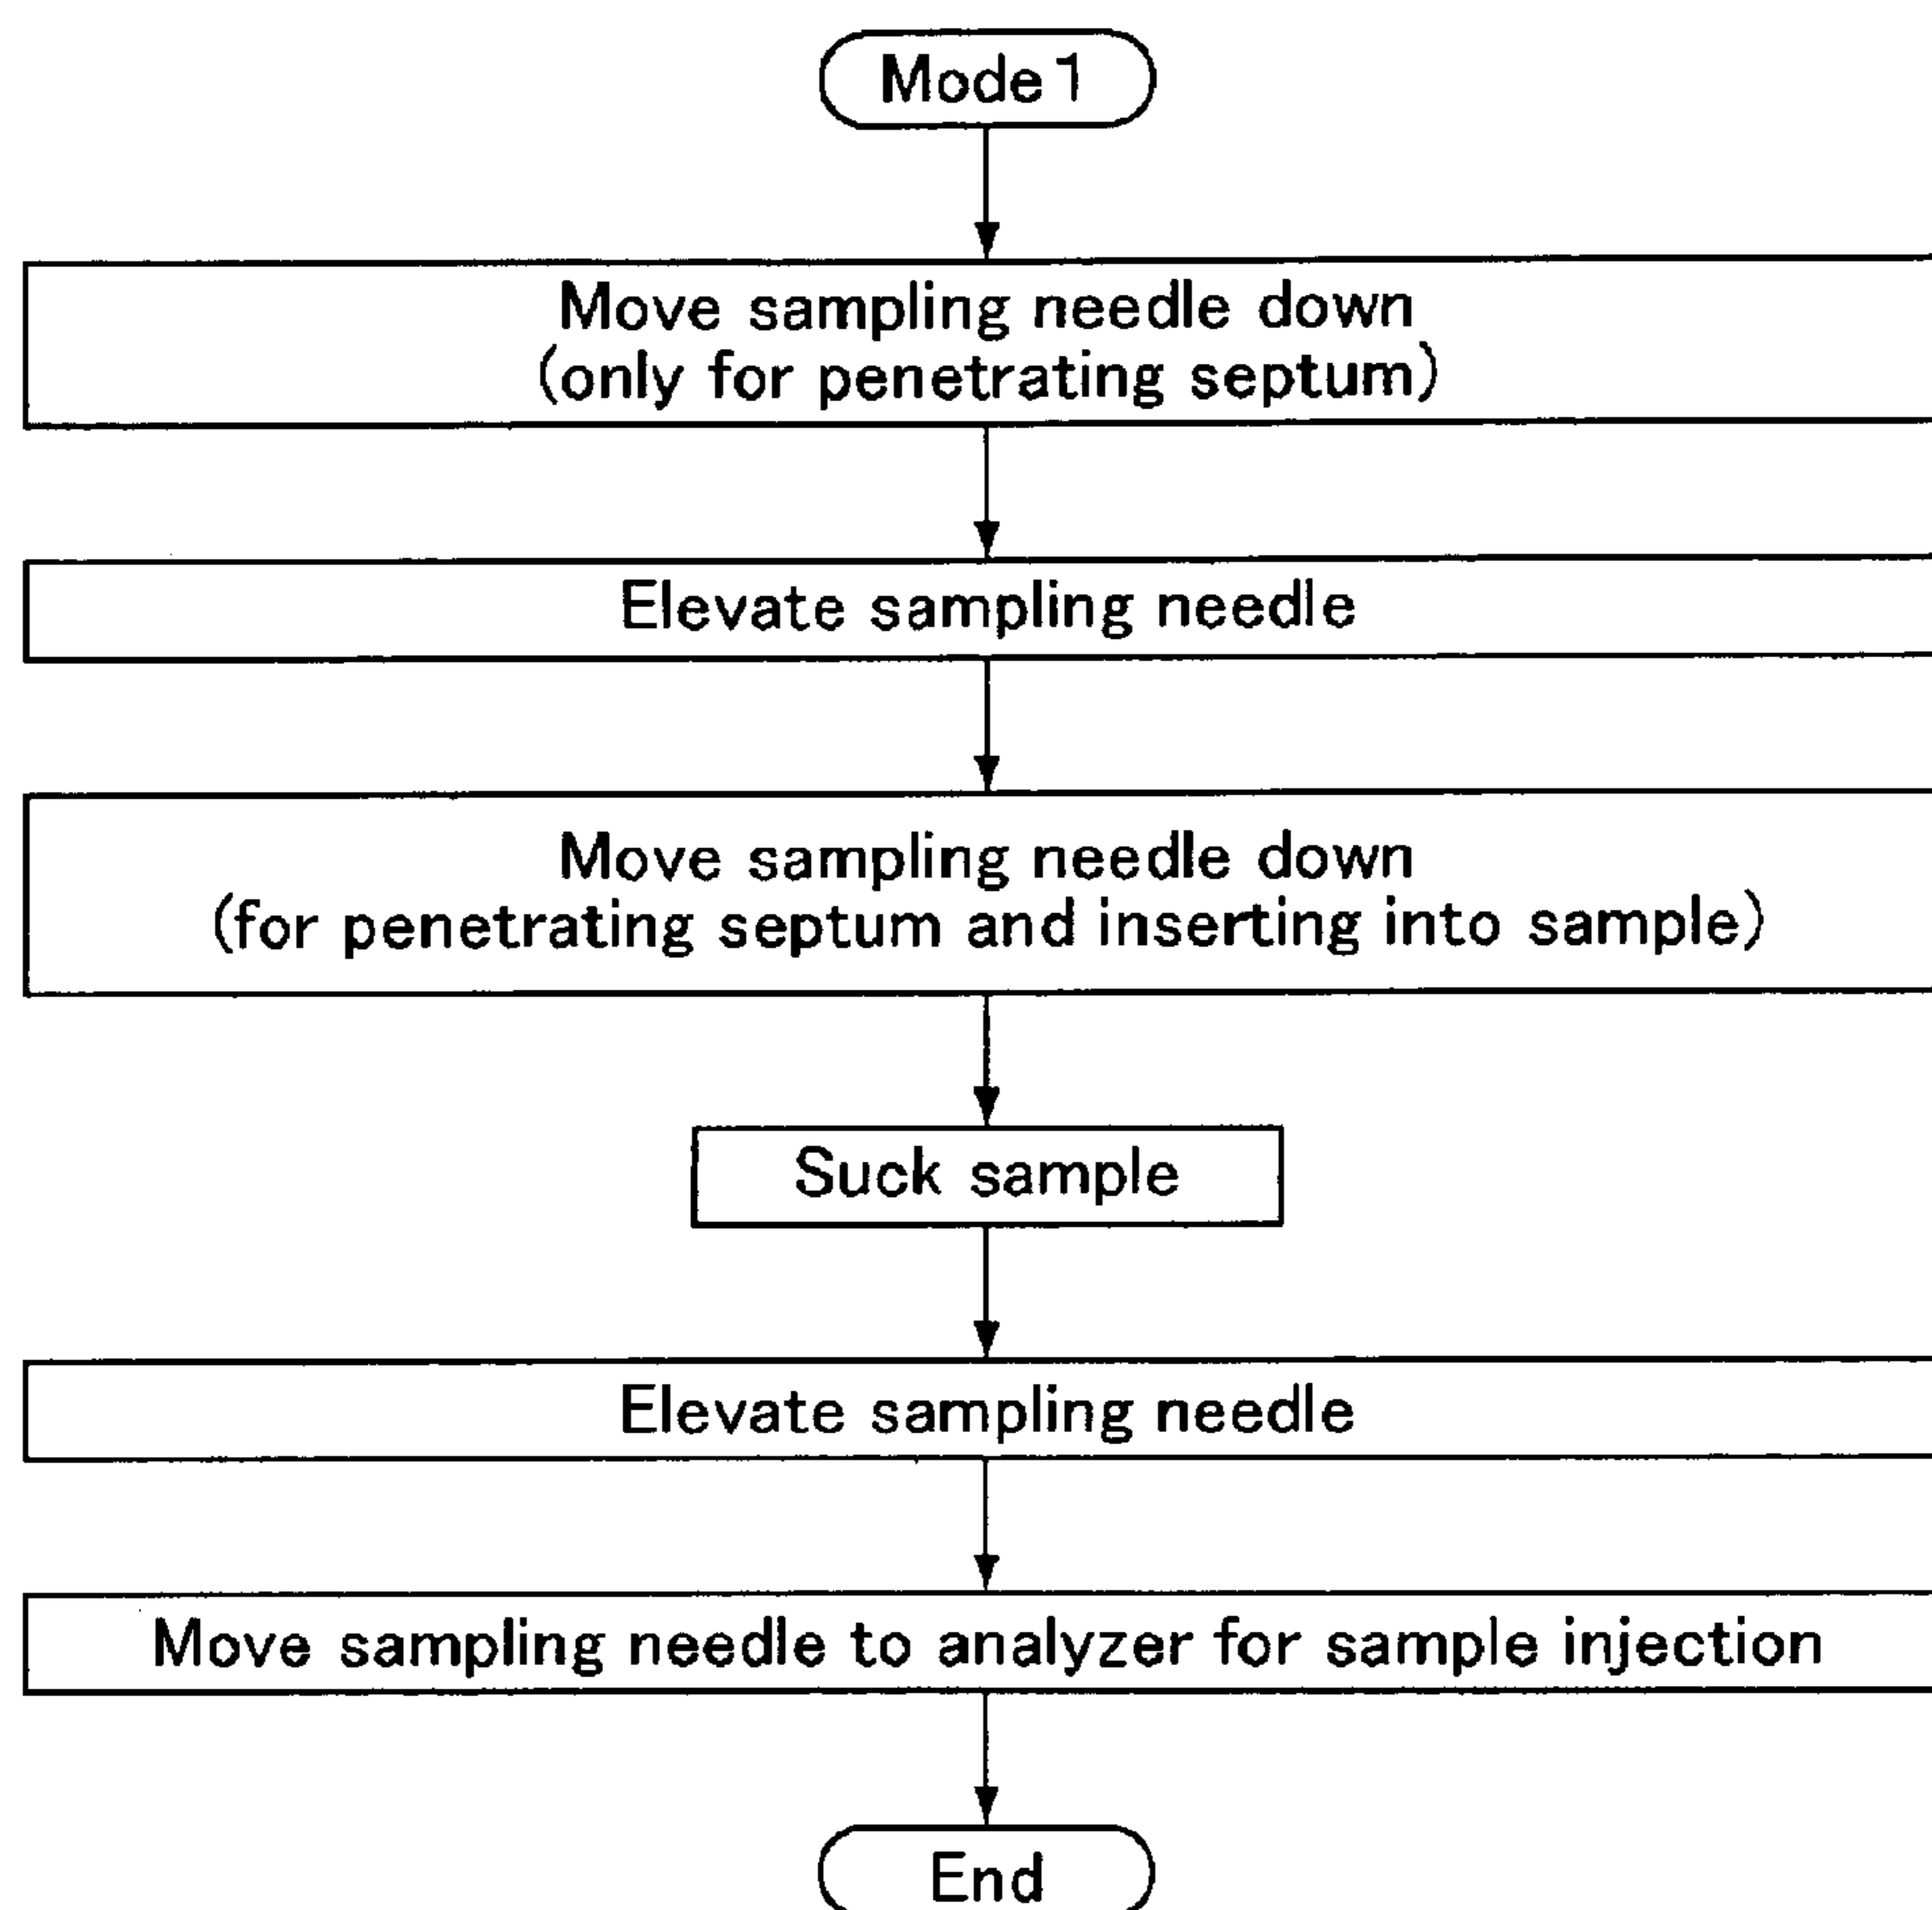 Mode1
Move sampling needle down
(only for penetrating septum)
Elevate sampling needle
Move sampling needle down
(for penetrating septum and inserting into sample)
Suck sample
Elevate sampling needle
Move sampling needle to analyzer for sample injection
End